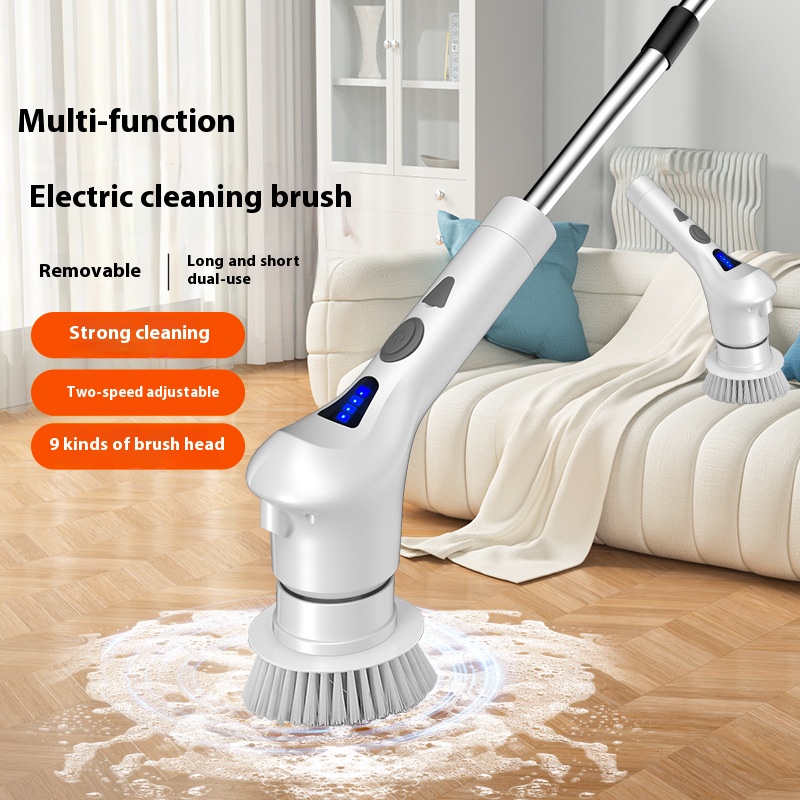 Multi-function
Electric cleaning brush
Removable
Long and short
dual-use
Strong cleaning
Two-speed adjustable
9 kinds of brush head